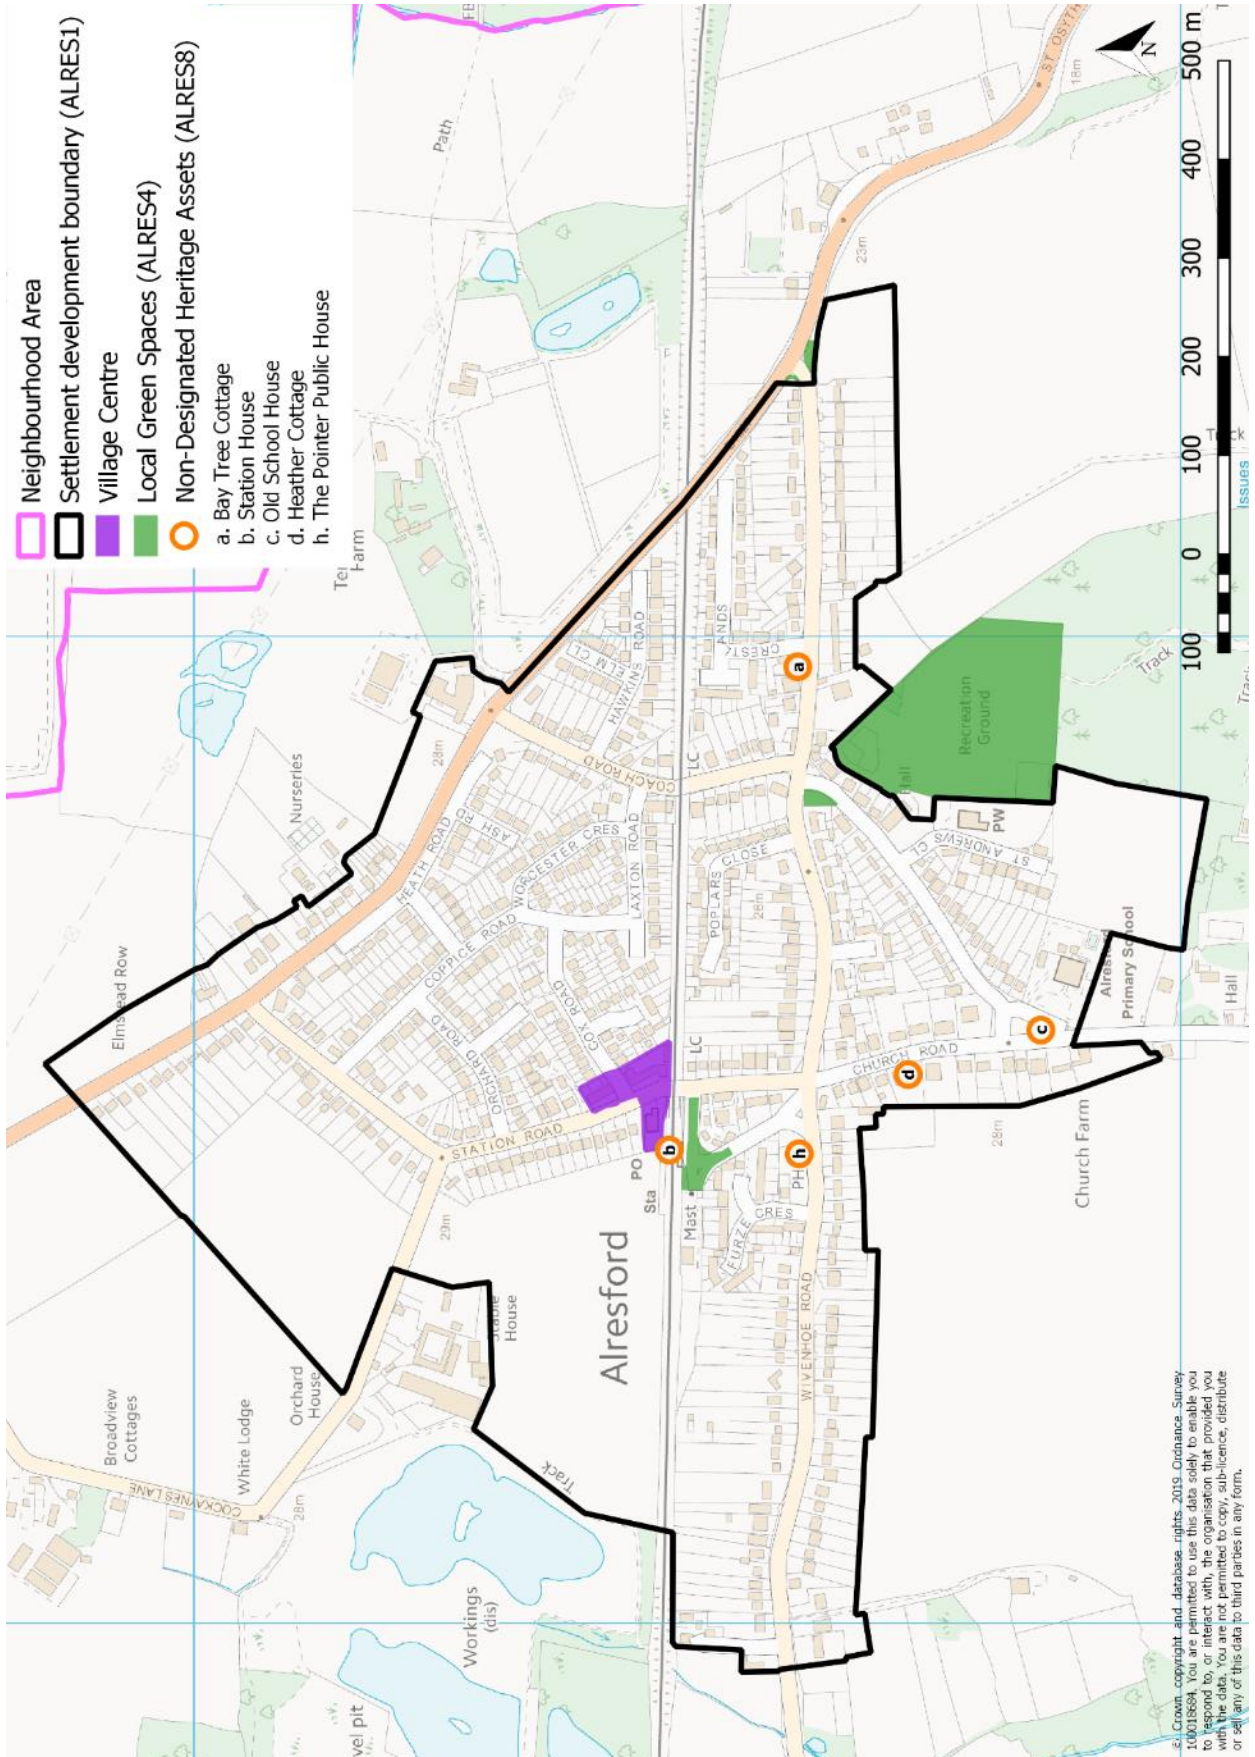 Neighbourhood Area
Settlement development boundary (ALRES1)
Village Centre
Local Green Spaces (ALRES4)
Non-Designated Heritage Assets (ALRES8)
a. Bay Tree Cottage
b. Station House
c. Old School House
d. Heather Cottage
h. The Pointer Public House
Broadview
Cottages
COCKAYNES LANE
White Lodge
28m
Orchard
House
Elmstead Row
Nurseries
28m
Farm
Path
HEATH ROAD
ASH RD
COPPICE ROAD
WORCESTER CRES
ORCHARD ROAD
ORCHARD
COX ROAD
LAXTON ROAD
COACH ROAD
HAWKINS ROAD
ELM CL
STATION ROAD
29m
House
Track
Workings
(dis)
vel pit
Alresford
PO
Sta
b
Mast
LC
LC
FURZE CRES
PH
h
POPLARS CLOSE
28m
a
23m
ST OSYTH
18m
WIVENHOE ROAD
CHURCH ROAD
d
c
28m
Church Farm
ST ANDREWS CL
PW
Hall
Recreation
Ground
Alresford
Primary School
Hall
Track
Track
Issues
N
100 0 100 200 300 400 500 m
© Crown copyright and database rights 2019 Ordnance Survey
100018684. You are permitted to use this data solely to enable you
to respond to, or interact with, the organisation that provided you
with the data. You are not permitted to copy, sub-licence, distribute
or sell any of this data to third parties in any form.